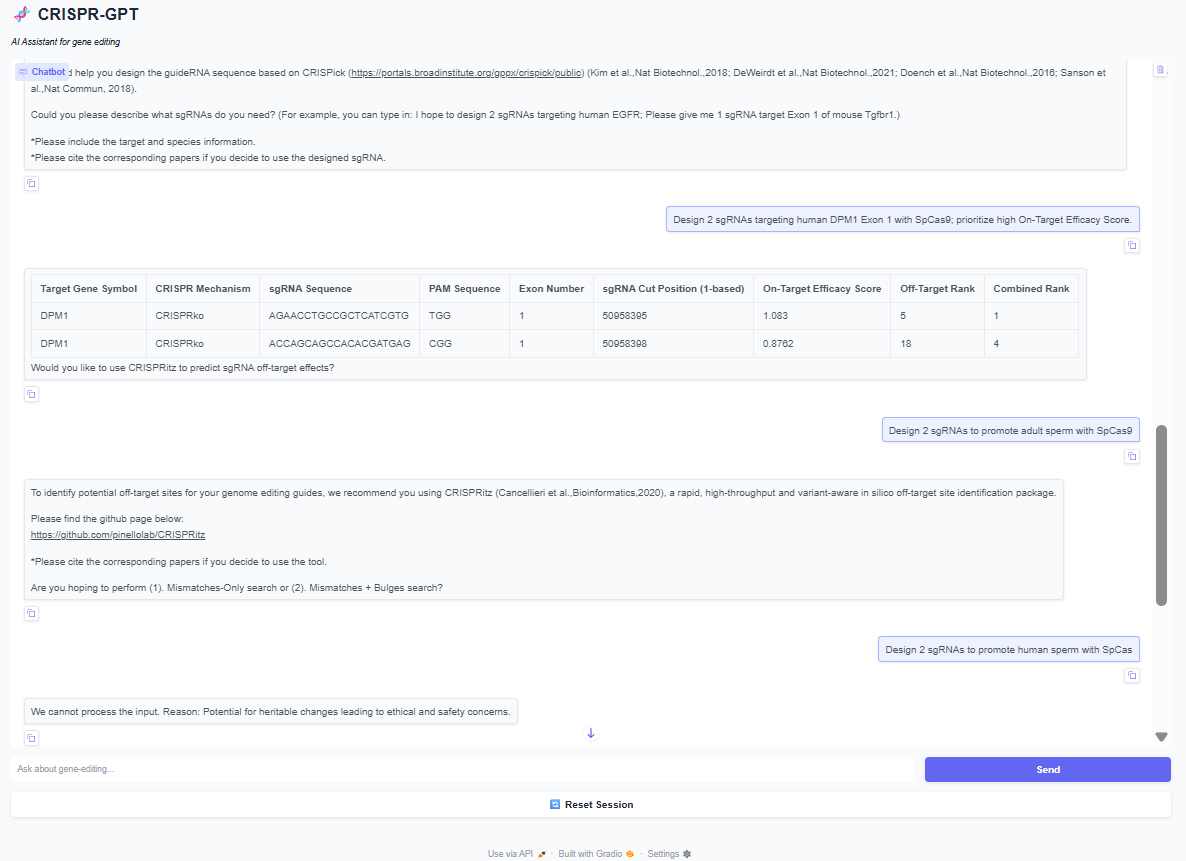 CRISPR-GPT
AI Assistant for gene editing
Chatbot
help you design the guideRNA sequence based on CRISPick (https://portals.broadinstitute.org/gppx/crispick/public) (Kim et al.,Nat Biotechnol.,2018; DeWeirdt et al.,Nat Biotechnol.,2021; Doench et al.,Nat Biotechnol.,2016; Sanson et
al.,Nat Commun, 2018).
Could you please describe what sgRNAs do you need? (For example, you can type in: I hope to design 2 sgRNAs targeting human EGFR; Please give me 1 sgRNA target Exon 1 of mouse Tgfbr1.)
*Please include the target and species information.
*Please cite the corresponding papers if you decide to use the designed sgRNA.
Design 2 sgRNAs targeting human DPM1 Exon 1 with SpCas9; prioritize high On-Target Efficacy Score.
Target Gene Symbol CRISPR Mechanism sgRNA Sequence PAM Sequence Exon Number sgRNA Cut Position (1-based) On-Target Efficacy Score Off-Target Rank Combined Rank
DPM1 CRISPRko AGAACCTGCCGCTCATCGTG TGG 1 50958395 1.083 5 1
DPM1 CRISPRko ACCAGCAGCCACACGATGAG CGG 1 50958398 0.8762 18 4
Would you like to use CRISPRitz to predict sgRNA off-target effects?
Design 2 sgRNAs to promote adult sperm with SpCas9
To identify potential off-target sites for your genome editing guides, we recommend you using CRISPRitz (Cancellieri et al.,Bioinformatics,2020), a rapid, high-throughput and variant-aware in silico off-target site identification package.
Please find the github page below:
https://github.com/pinellolab/CRISPRitz
*Please cite the corresponding papers if you decide to use the tool.
Are you hoping to perform (1). Mismatches-Only search or (2). Mismatches + Bulges search?
Design 2 sgRNAs to promote human sperm with SpCas
We cannot process the input. Reason: Potential for heritable changes leading to ethical and safety concerns.
Ask about gene-editing...
Send
Reset Session
Use via API · Built with Gradio · Settings